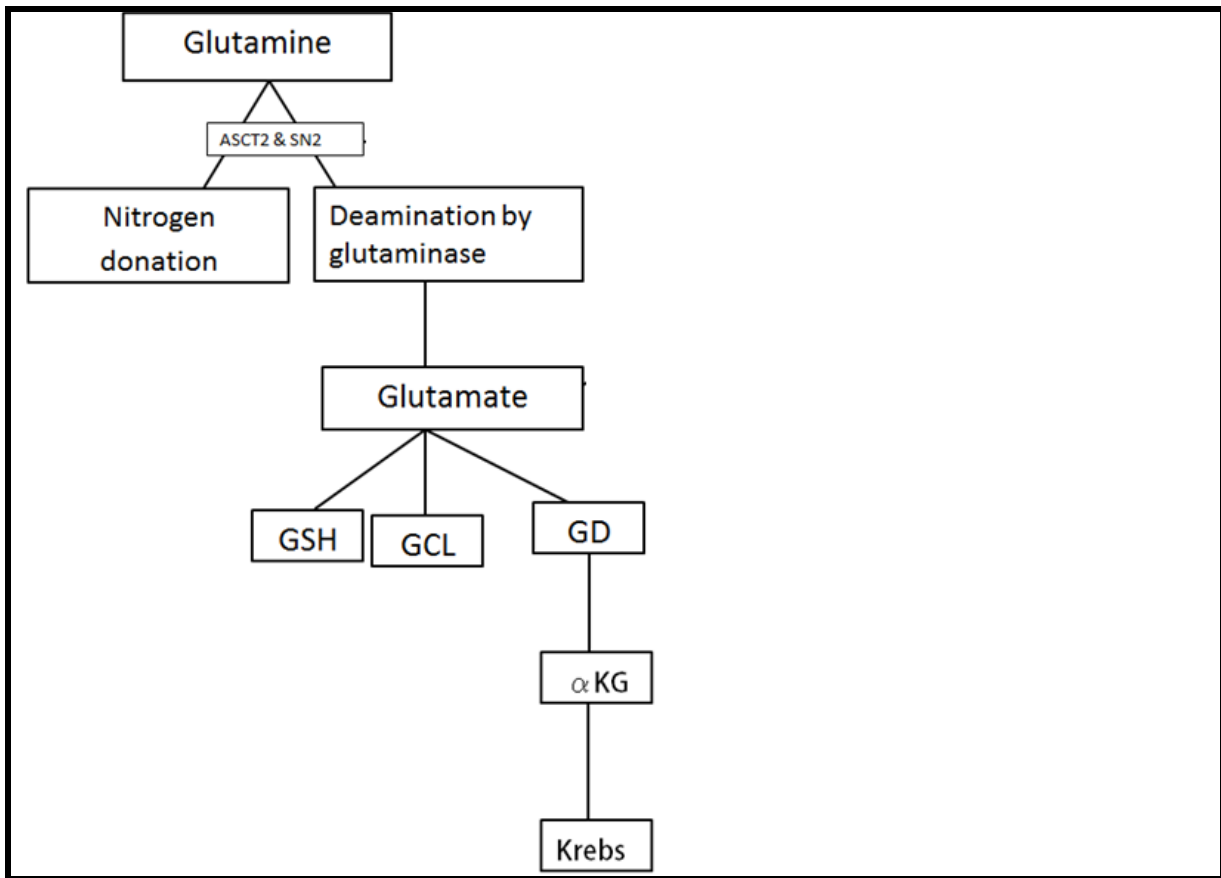 Glutamine
ASCT2 & SN2
Nitrogen
donation
Deamination by
glutaminase
Glutamate
GSH
GCL
GD
αKG
Krebs